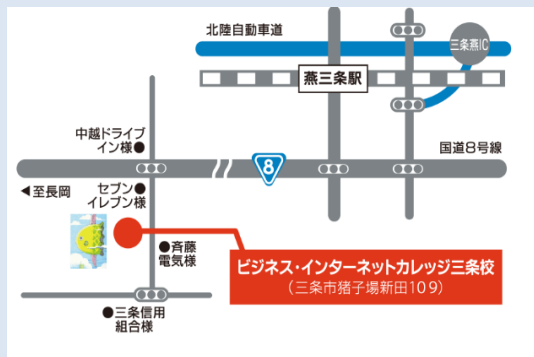 北陸自動車道
三条燕IC
燕三条駅
中越ドライブ
イン様●
国道8号線
8
◀至長岡
セブン●
イレブン様
●斉藤
電気様
ビジネス・インターネットカレッジ三条校
(三条市猪子場新田109)
●三条信用
組合様